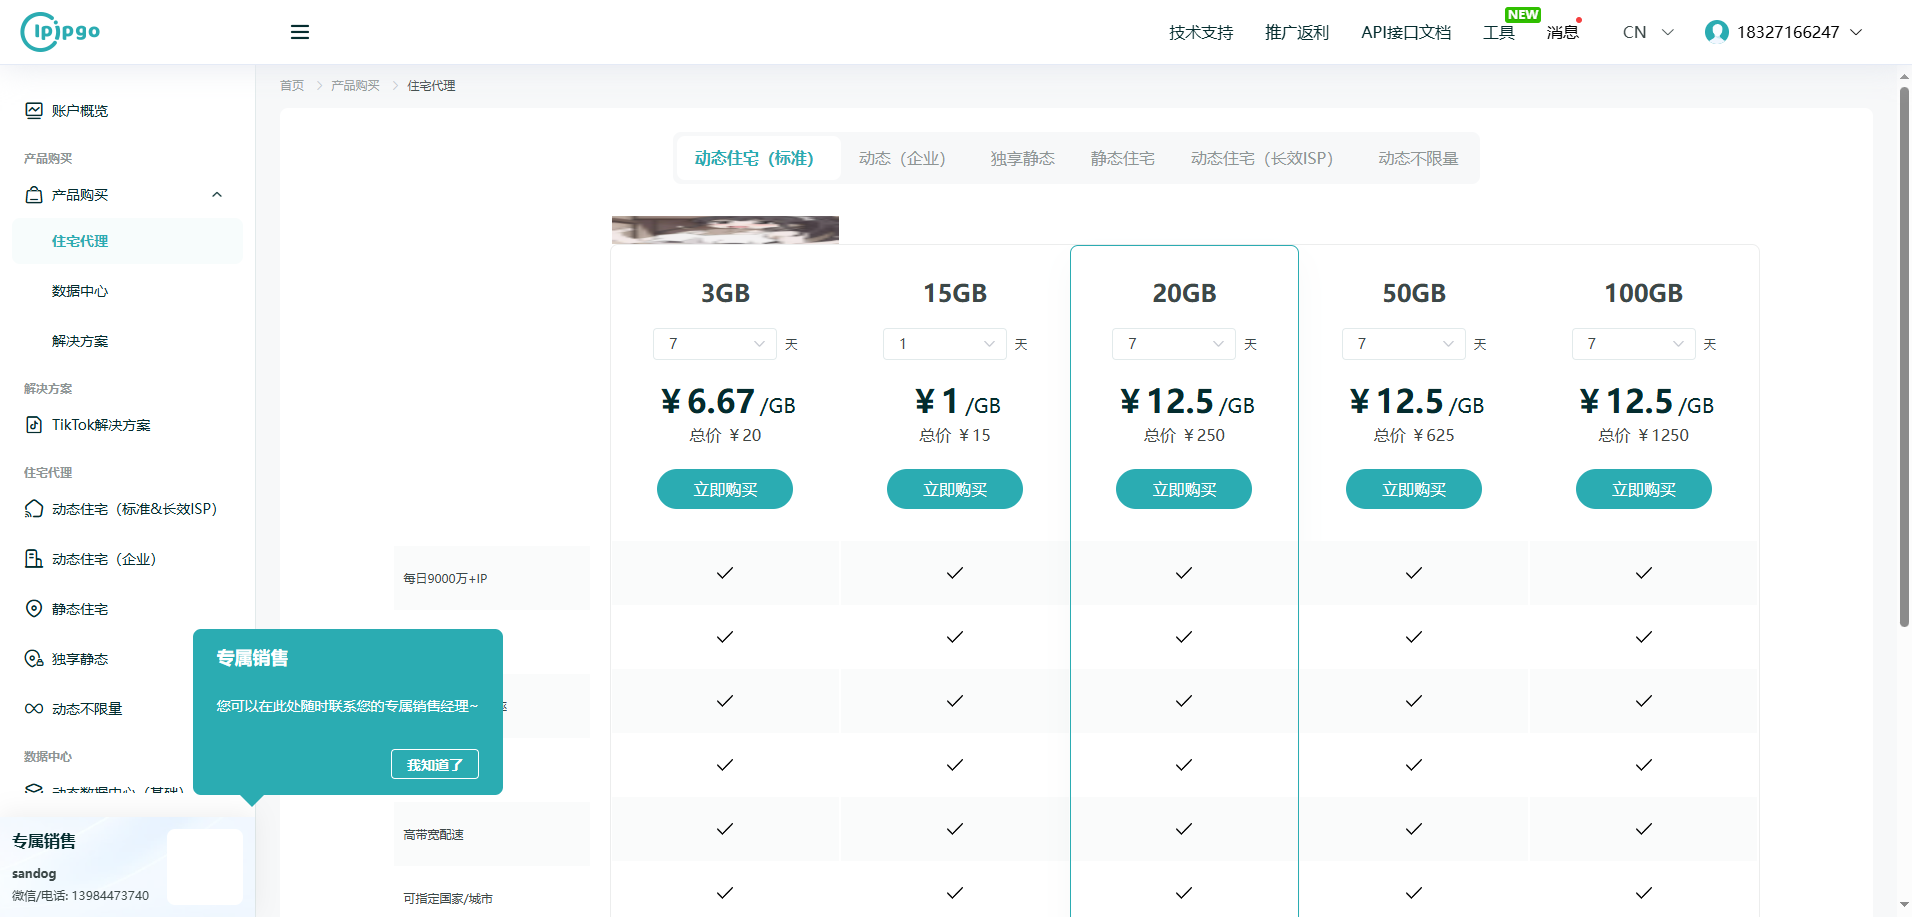 ipipgo
技术支持
推广返利
API接口文档
工具
NEW
消息
CN
18327166247
首页
产品购买
住宅代理
账户概览
产品购买
产品购买
住宅代理
数据中心
解决方案
解决方案
TikTok解决方案
住宅代理
动态住宅（标准&长效ISP）
动态住宅（企业）
静态住宅
独享静态
动态不限量
数据中心
动态数据中心（基础）
专属销售
sandog
微信/电话: 13984473740
专属销售
您可以在此处随时联系您的专属销售经理~
我知道了
动态住宅（标准）
动态（企业）
独享静态
静态住宅
动态住宅（长效ISP）
动态不限量
3GB
15GB
20GB
50GB
100GB
7 天
1 天
7 天
7 天
7 天
¥6.67 /GB
¥1 /GB
¥12.5 /GB
¥12.5 /GB
¥12.5 /GB
总价 ¥20
总价 ¥15
总价 ¥250
总价 ¥625
总价 ¥1250
立即购买
立即购买
立即购买
立即购买
立即购买
每日9000万+IP
高带宽配速
可指定国家/城市